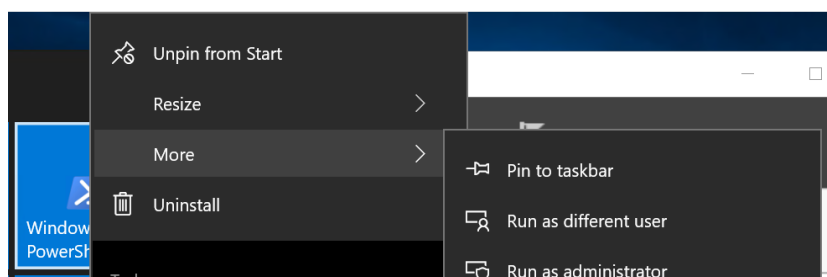 Unpin from Start
Resize
More
Uninstall
Pin to taskbar
Run as different user
Run as administrator
Window
PowerSh